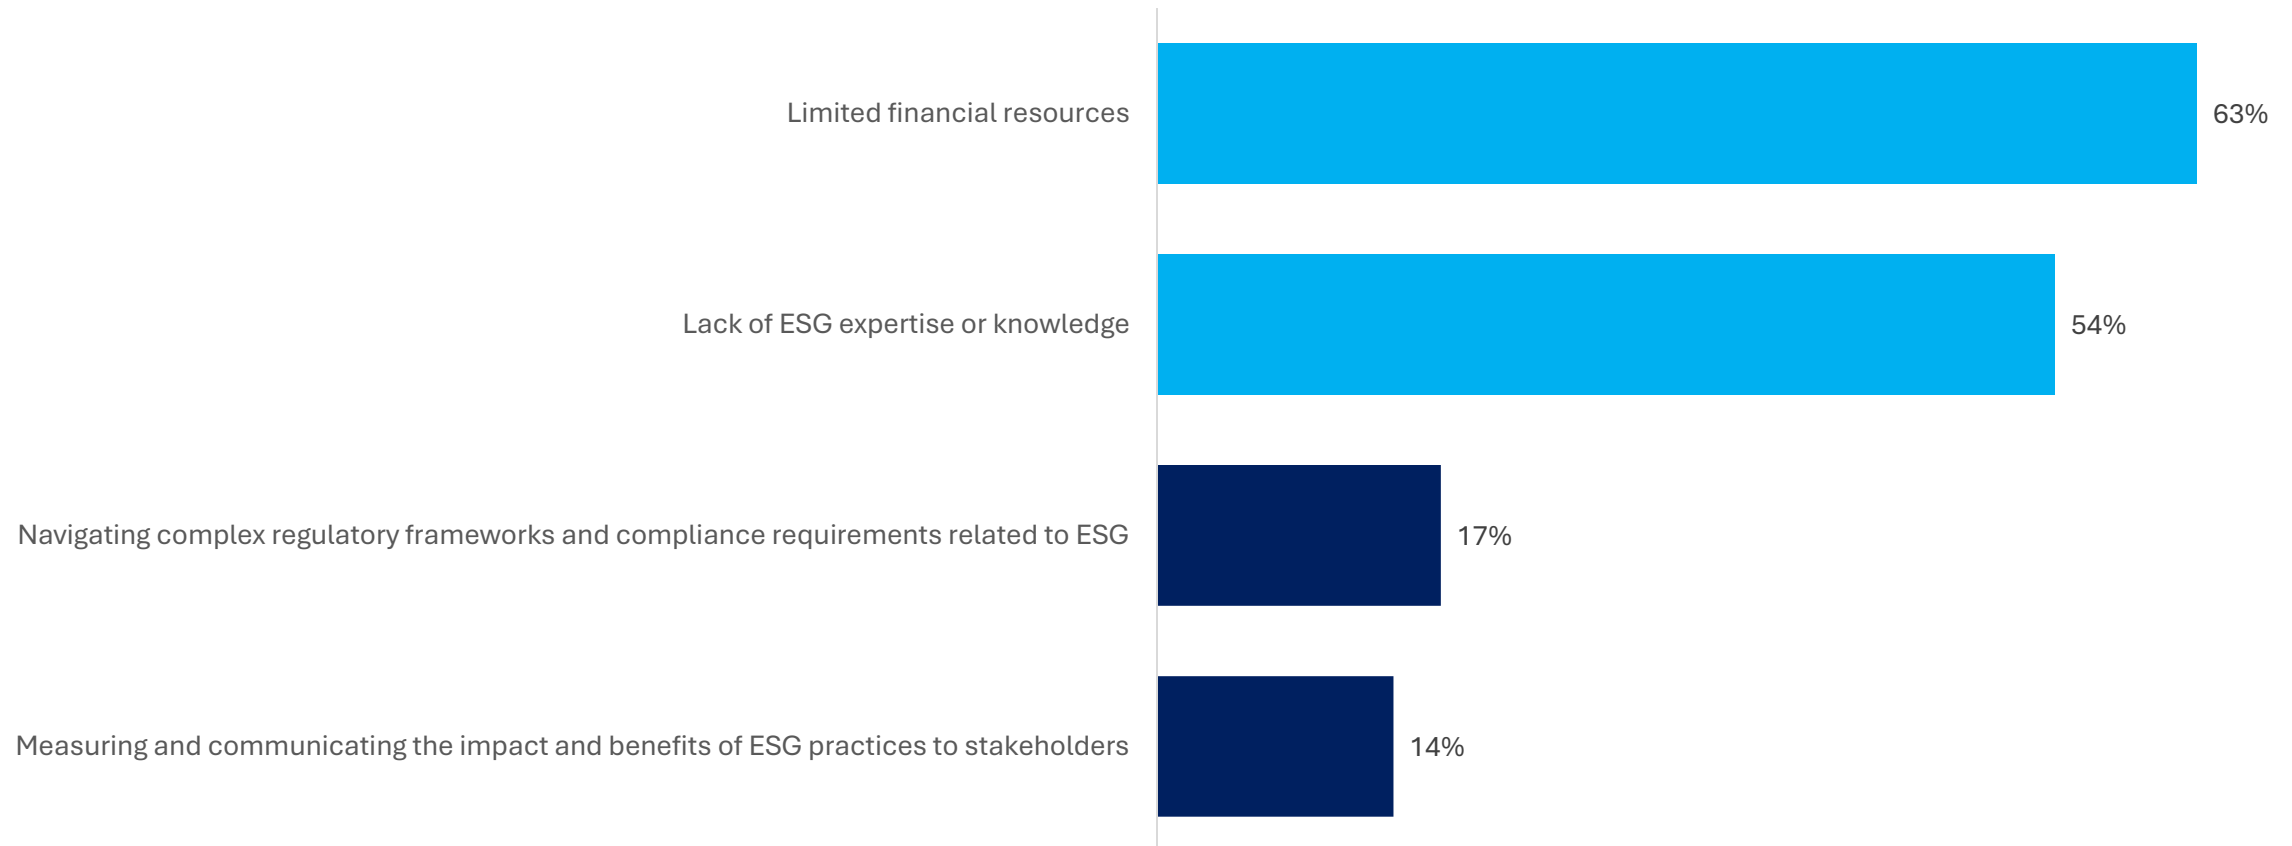 Limited financial resources
63%
Lack of ESG expertise or knowledge
54%
Navigating complex regulatory frameworks and compliance requirements related to ESG
17%
Measuring and communicating the impact and benefits of ESG practices to stakeholders
14%